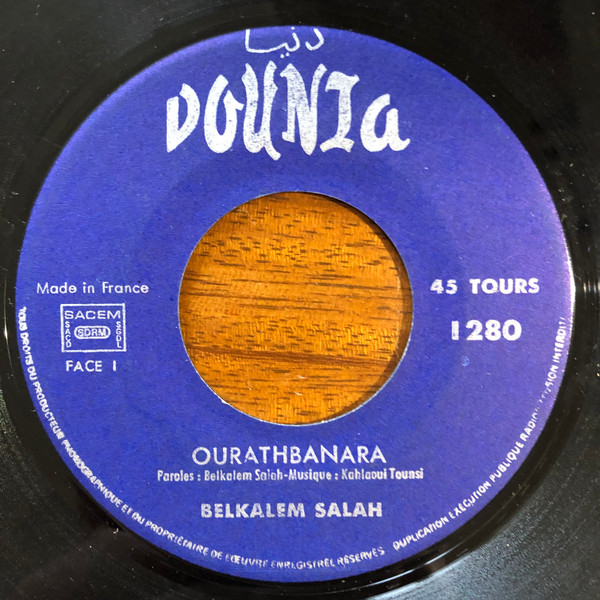 دنيا
DOUNIa
Made in France
45 TOURS
SACEM
SACD
SDRM
SGDL
1280
FACE 1
OURATHBANARA
Paroles : Belkalem Salah-Musique : Kahlaoui Tounsi
BELKALEM SALAH
TOUS DROITS DU PRODUCTEUR PHONOGRAPHIQUE ET DU PROPRIÉTAIRE DE L'ŒUVRE ENREGISTRÉE RÉSERVÉS
DUPLICATION EXÉCUTION PUBLIQUE INTERDITE